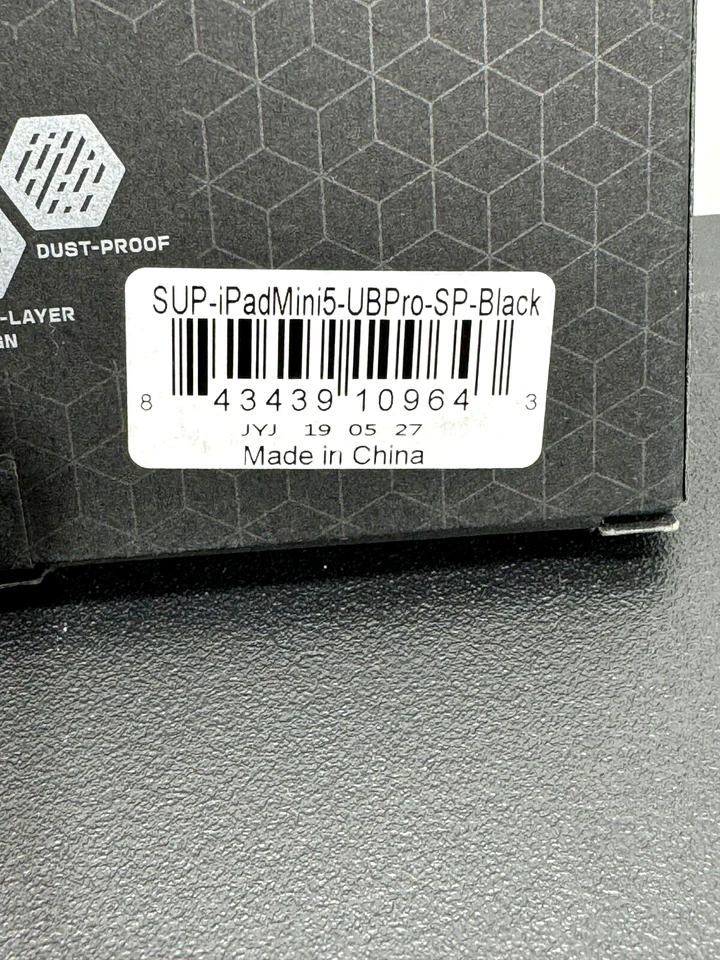 DUST-PROOF
-LAYER
GN
SUP-iPadMini5-UBPro-SP-Black
8 43439 10964 3
JYJ 19 05 27
Made in China